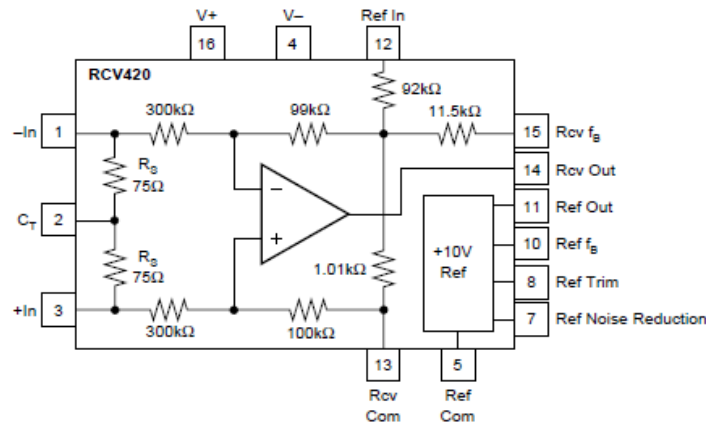 V+ V– Ref In
16 4 12
RCV420
92kΩ
300kΩ 99kΩ 11.5kΩ
–In 1 15 Rcv fB
RS
75Ω
14 Rcv Out
11 Ref Out
CT 2
–
+10V
Ref
10 Ref fB
+
RS
75Ω
1.01kΩ
8 Ref Trim
+In 3
300kΩ 100kΩ
7 Ref Noise Reduction
13 5
Rcv Ref
Com Com